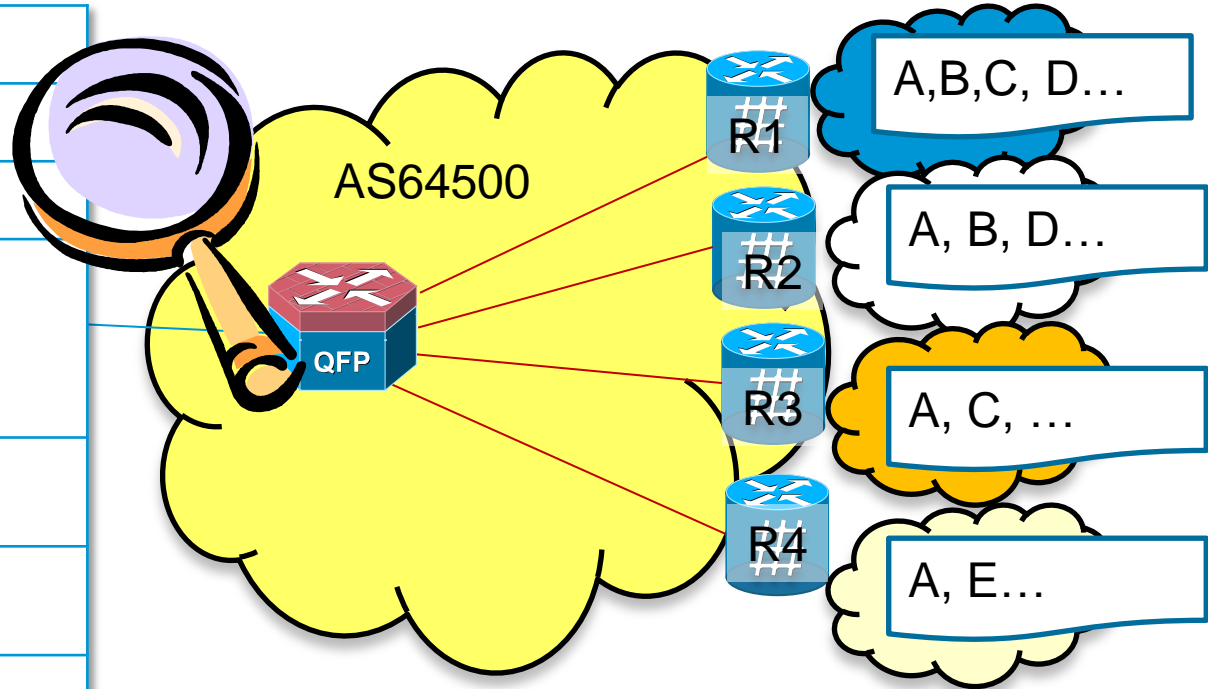 AS64500
QFP
R1
A,B,C, D…
R2
A, B, D…
R3
A, C, …
R4
A, E…